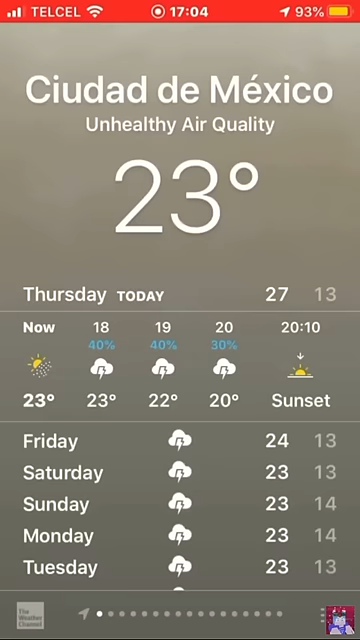 TELCEL 17:04 93%
Ciudad de México
Unhealthy Air Quality
23°
Thursday TODAY 27 13
Now 18 19 20 20:10
40% 40% 30%
23° 23° 22° 20° Sunset
Friday 24 13
Saturday 23 13
Sunday 23 14
Monday 23 14
Tuesday 23 13
The
Weather
Channel